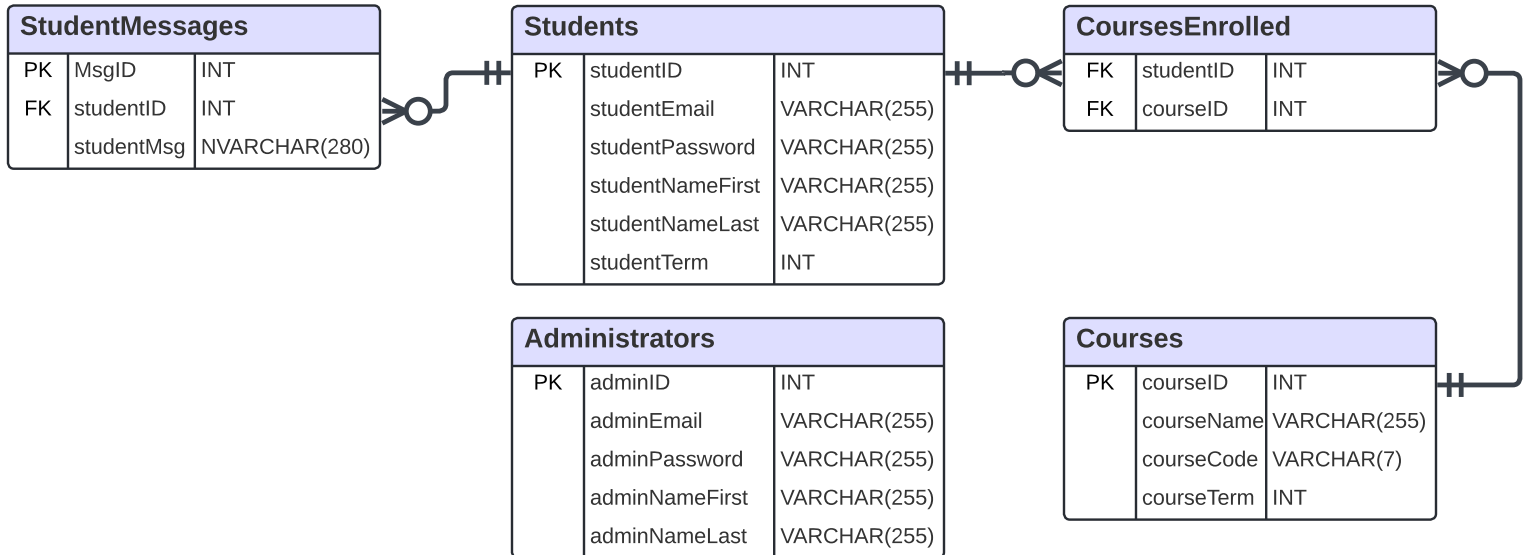 StudentMessages
PK MsgID INT
FK studentID INT
studentMsg NVARCHAR(280)
Students
PK studentID INT
studentEmail VARCHAR(255)
studentPassword VARCHAR(255)
studentNameFirst VARCHAR(255)
studentNameLast VARCHAR(255)
studentTerm INT
CoursesEnrolled
FK studentID INT
FK courseID INT
Administrators
PK adminID INT
adminEmail VARCHAR(255)
adminPassword VARCHAR(255)
adminNameFirst VARCHAR(255)
adminNameLast VARCHAR(255)
Courses
PK courseID INT
courseName VARCHAR(255)
courseCode VARCHAR(7)
courseTerm INT